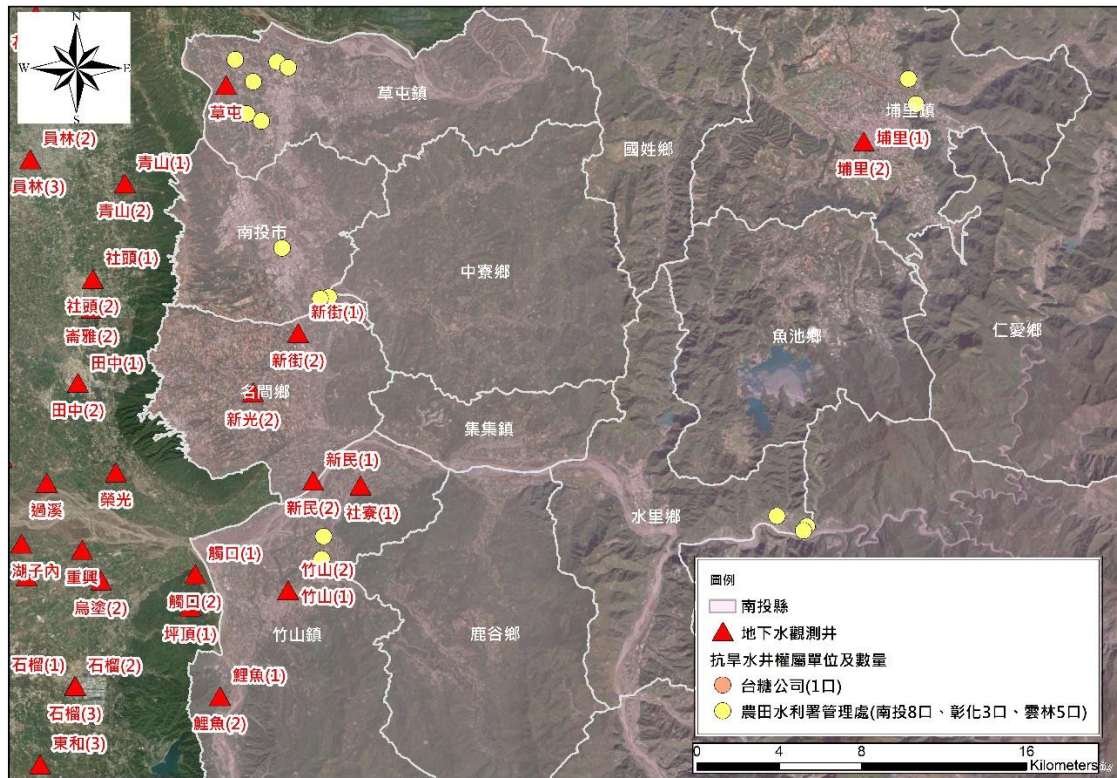 N
W
E
S
草屯鎮
草屯
員林(2)
員林(3)
青山(1)
青山(2)
國姓鄉
埔里鎮
埔里(1)
埔里(2)
南投市
中寮鄉
社頭(1)
社頭(2)
崙雅(2)
新街(1)
新街(2)
魚池鄉
仁愛鄉
田中(1)
田中(2)
名間鄉
新光(2)
集集鎮
新民(1)
新民(2)
社寮(1)
過溪
榮光
水里鄉
湖子內
重興
烏塗(2)
觸口(1)
觸口(2)
坪頂(1)
竹山(2)
竹山(1)
竹山鎮
鹿谷鄉
石榴(1)
石榴(2)
石榴(3)
鯉魚(1)
鯉魚(2)
東和(3)
圖例
南投縣
地下水觀測井
抗旱水井權屬單位及數量
台糖公司(1口)
農田水利署管理處(南投8口、彰化3口、雲林5口)
0 4 8 16
Kilometers